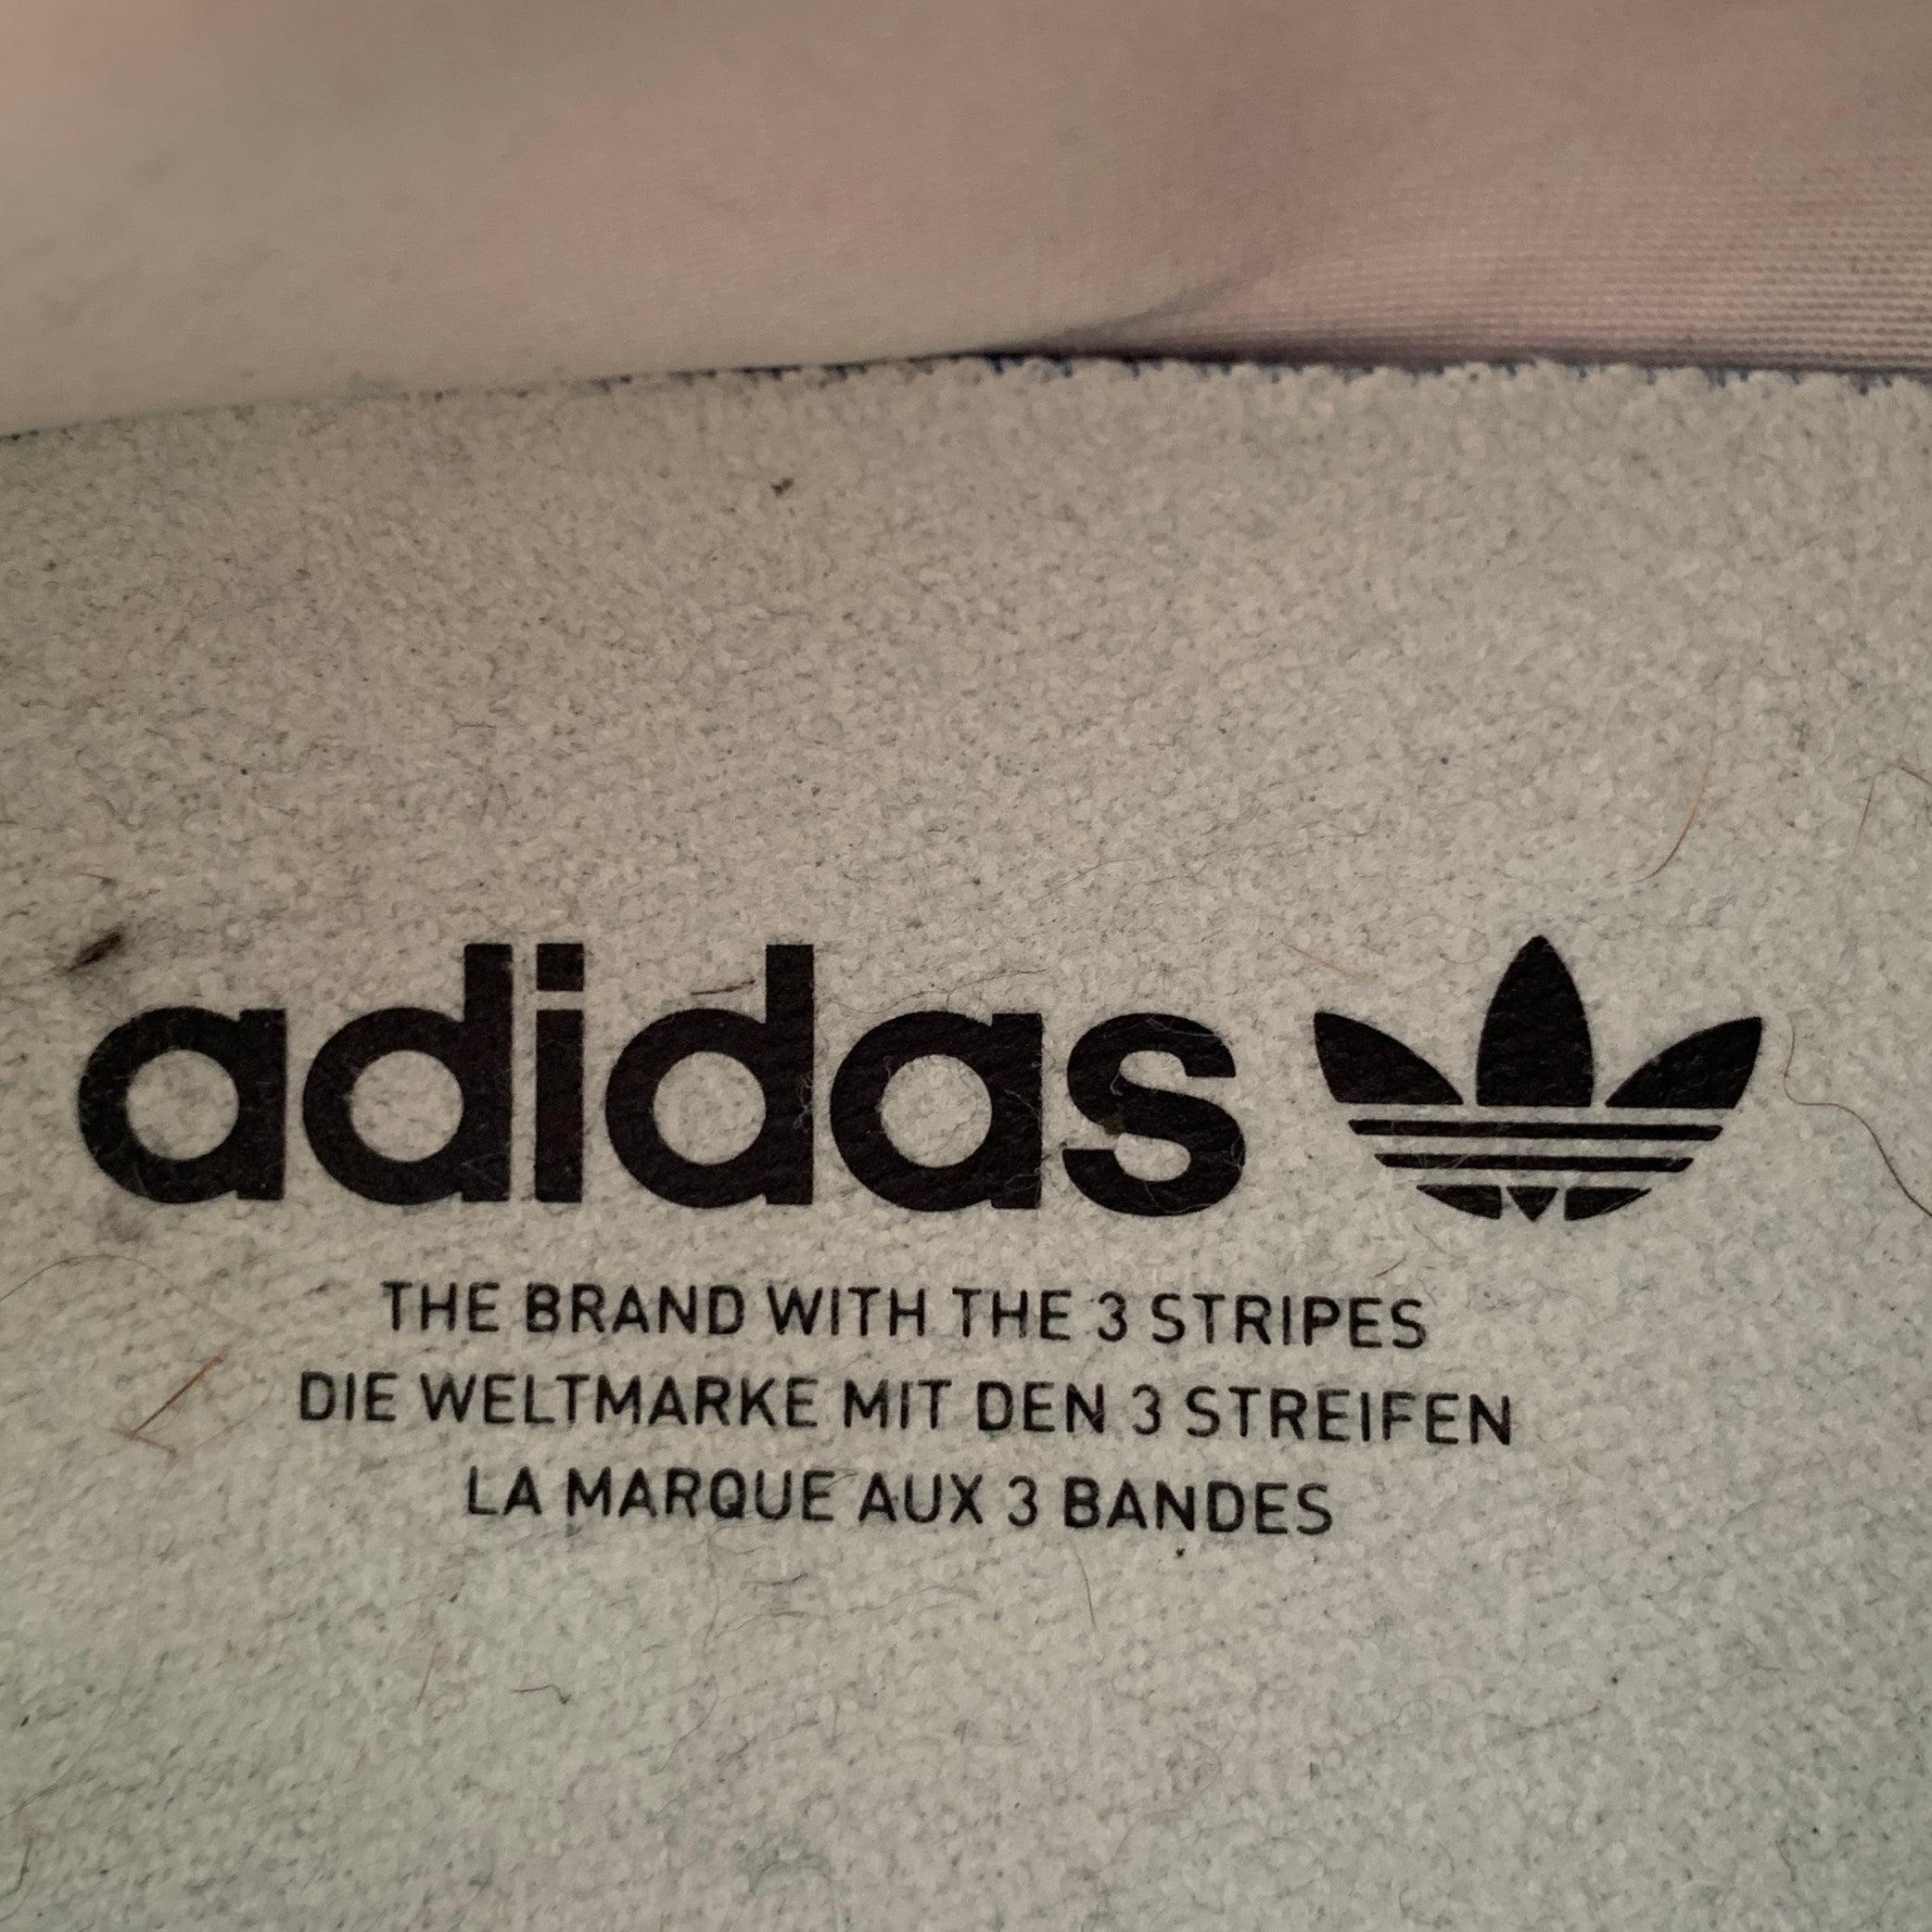 adidas
THE BRAND WITH THE 3 STRIPES
DIE WELTMARKE MIT DEN 3 STREIFEN
LA MARQUE AUX 3 BANDES